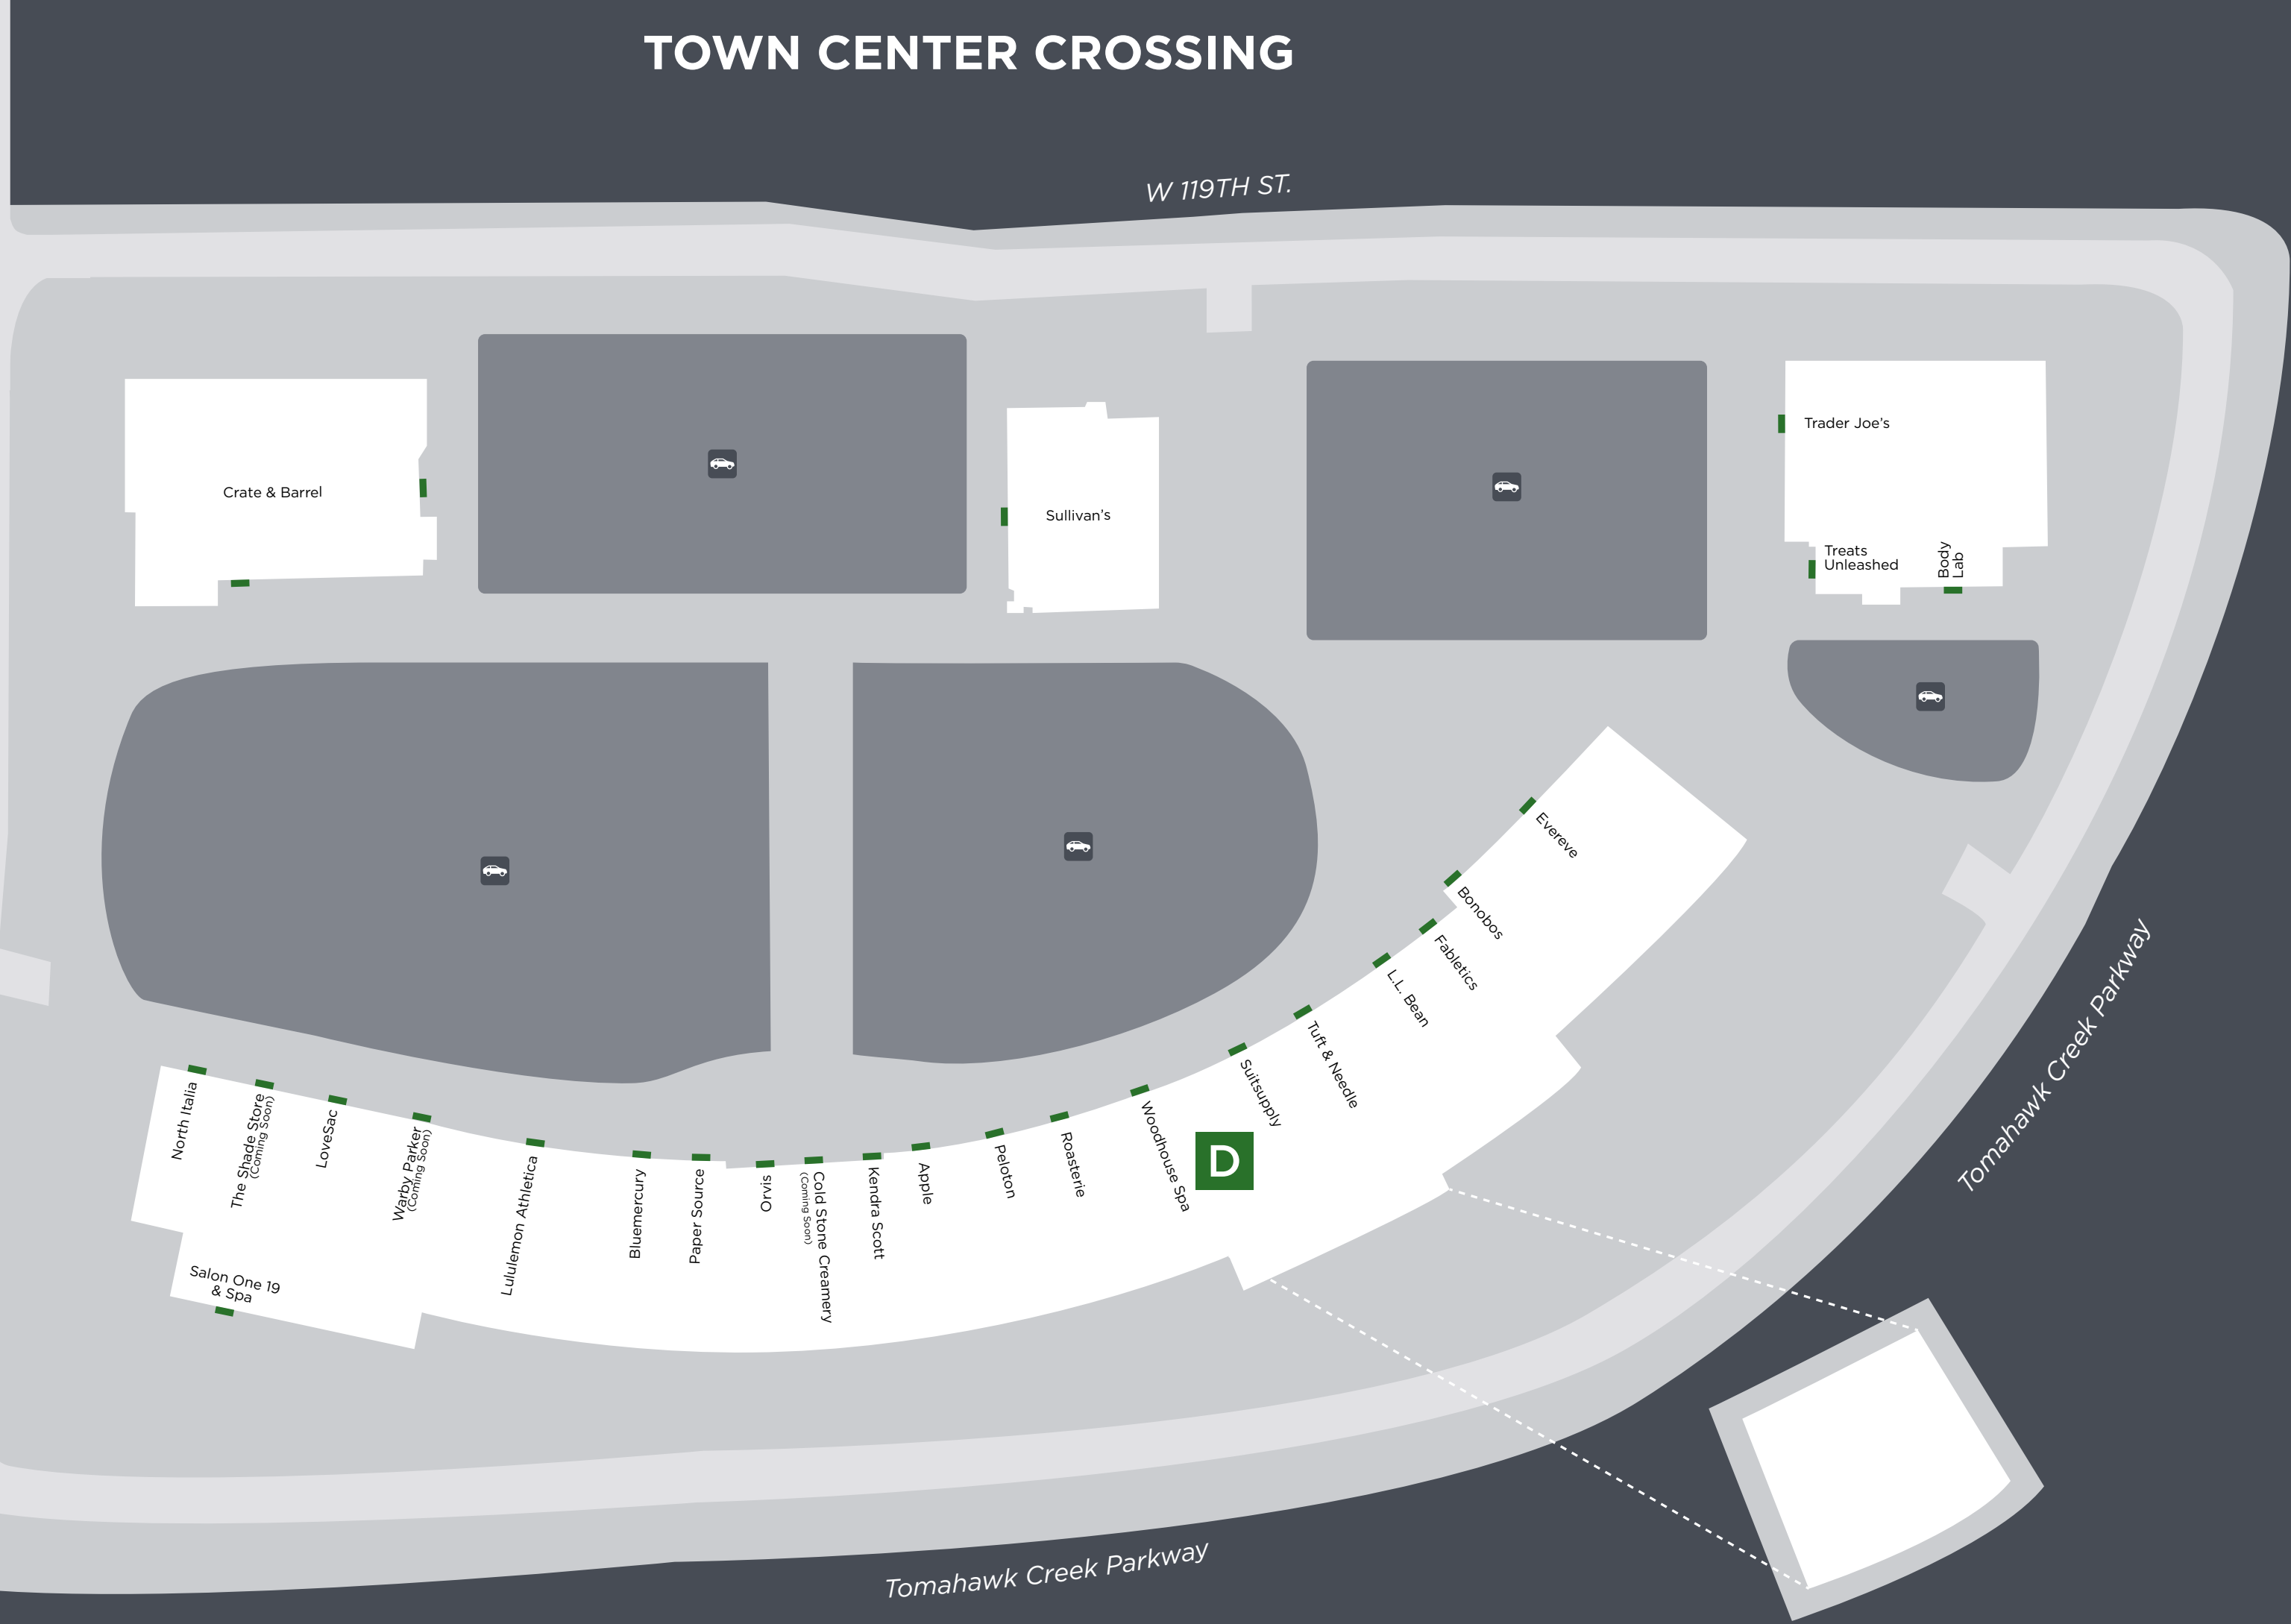 TOWN CENTER CROSSING
W 119TH ST.
Crate & Barrel
Sullivan's
Trader Joe's
Treats
Unleashed
Body
Lab
Evereve
Bonobos
Fabletics
L.L. Bean
Tuft & Needle
Suitsupply
Woodhouse Spa
D
Roasterie
Peloton
Apple
Kendra Scott
Cold Stone Creamery
(Coming Soon)
Orvis
Paper Source
Bluemercury
Lululemon Athletica
Warby Parker
(Coming Soon)
LoveSac
The Shade Store
(Coming Soon)
North Italia
Salon One 19
& Spa
Tomahawk Creek Parkway
Tomahawk Creek Parkway